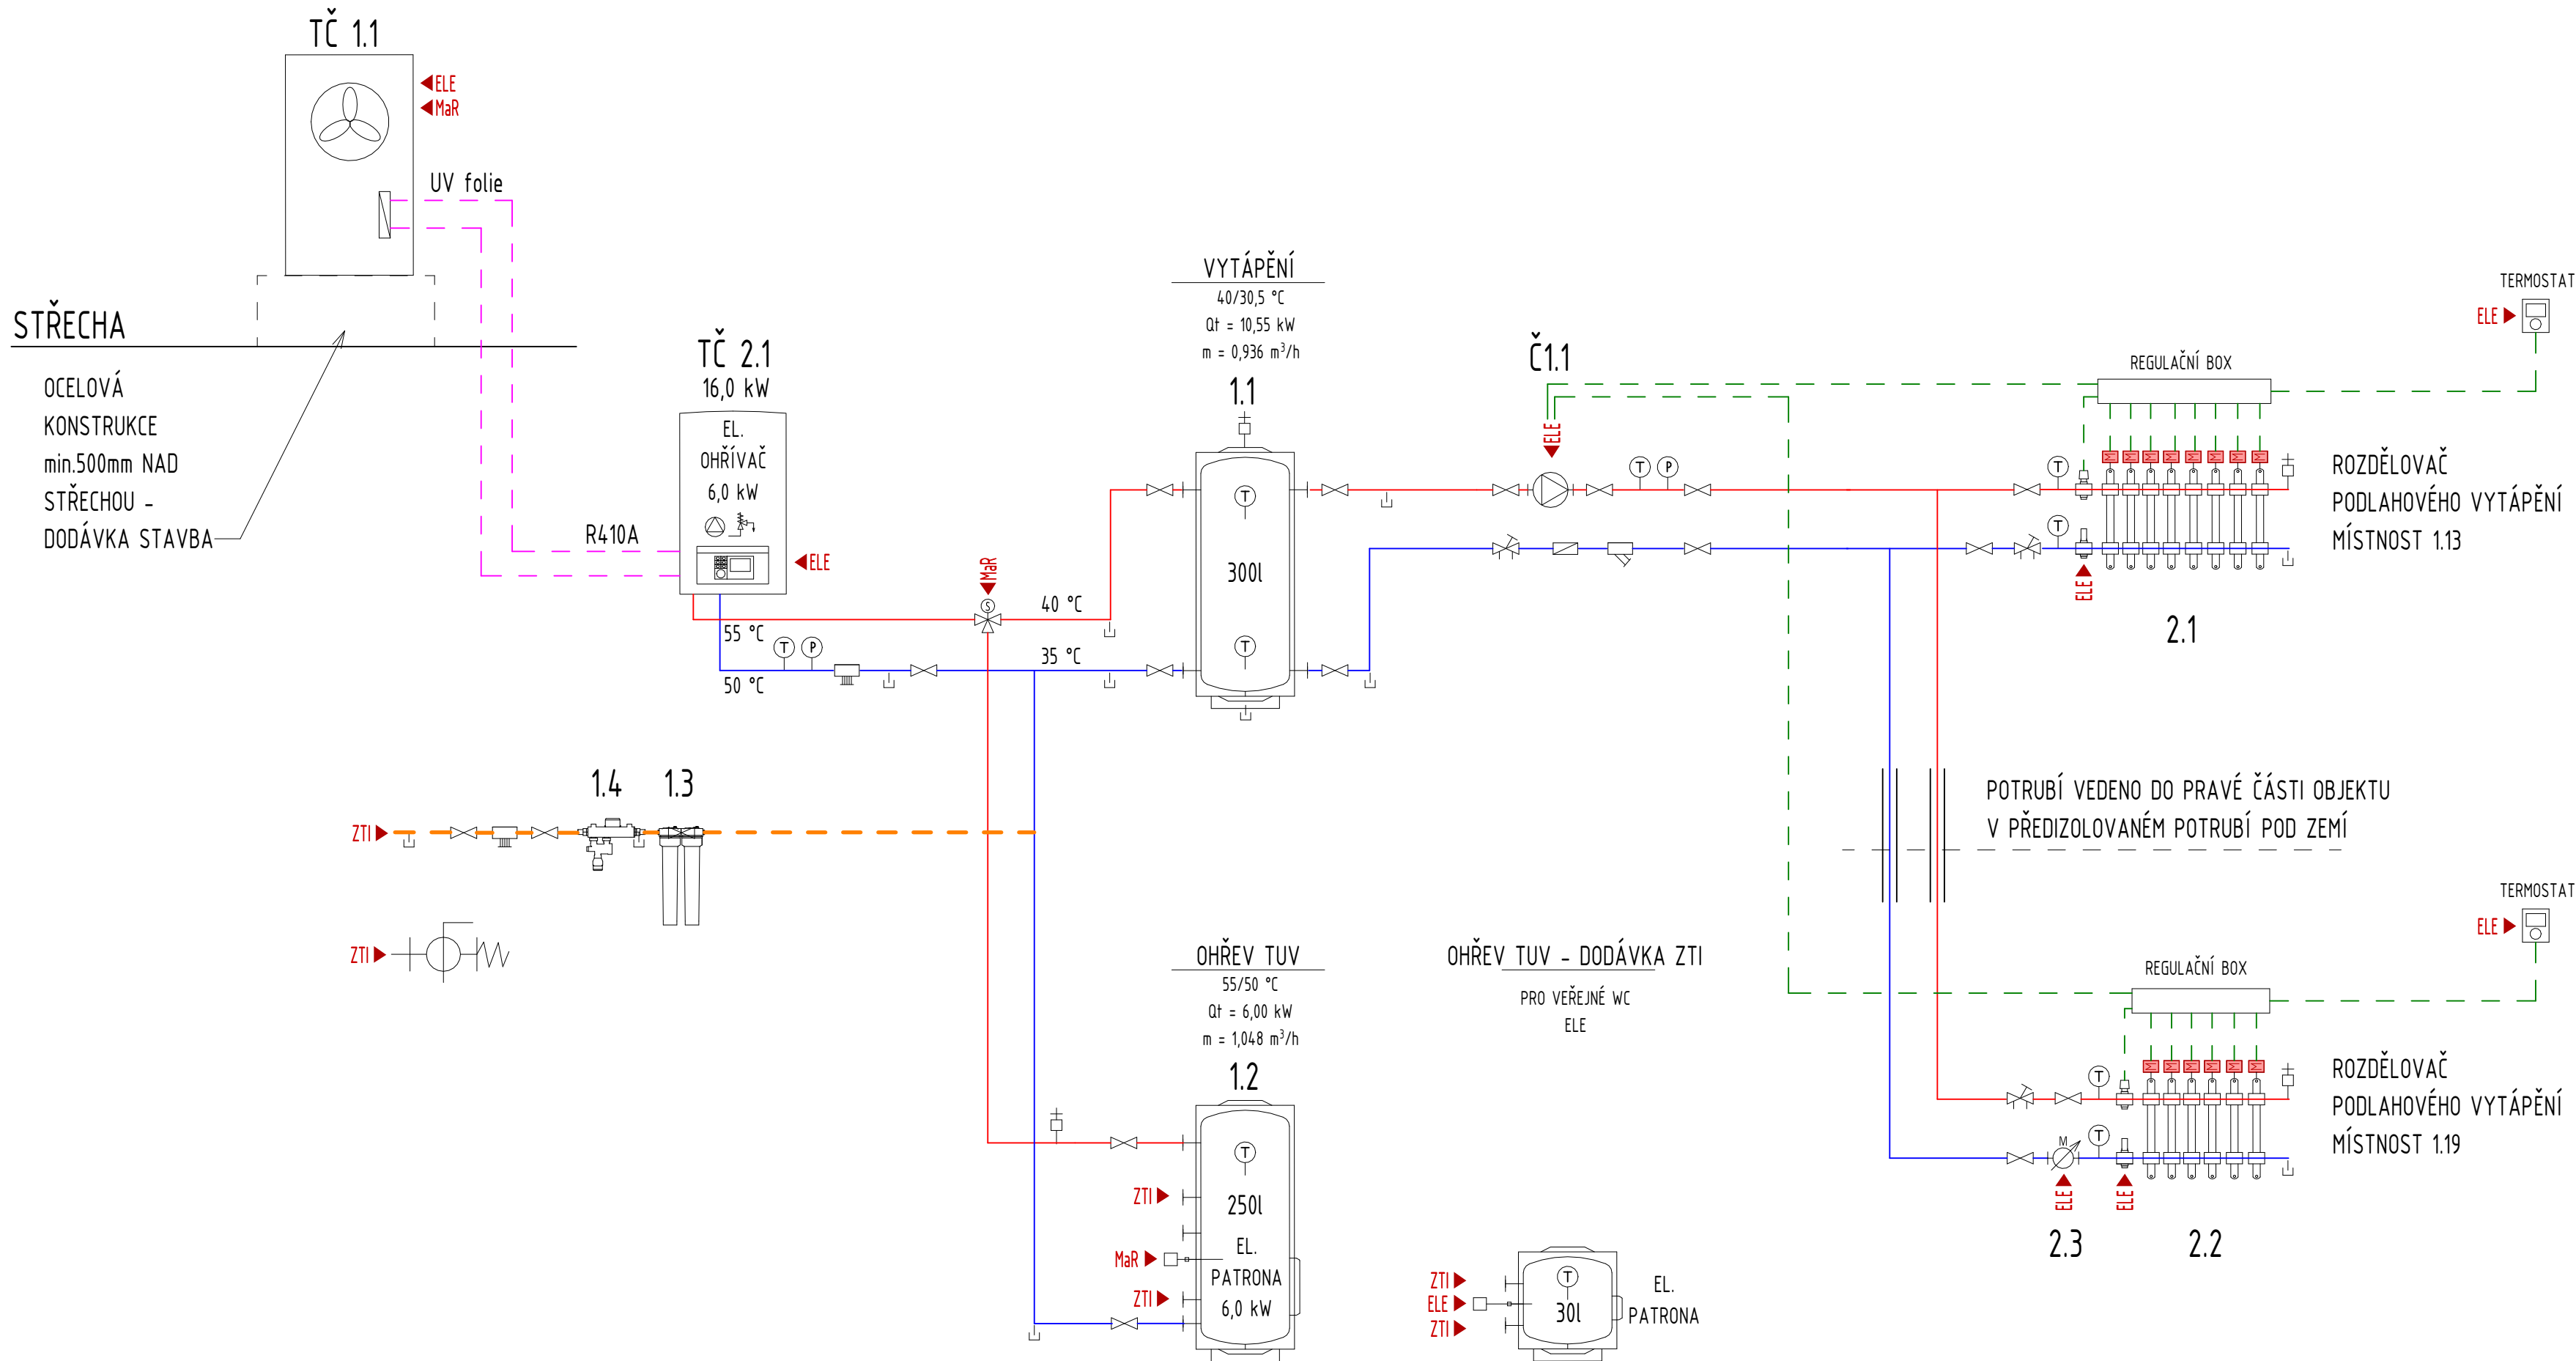 TČ 1.1
ELE
MaR
UV folie
STŘECHA
OCELOVÁ
KONSTRUKCE
min.500mm NAD
STŘECHOU -
DODÁVKA STAVBA
R410A
TČ 2.1
16,0 kW
EL.
OHŘÍVAČ
6,0 kW
ELE
55 °C
50 °C
T
P
MaR
S
40 °C
35 °C
VYTÁPĚNÍ
40/30,5 °C
Qt = 10,55 kW
m = 0,936 m³/h
1.1
T
300l
T
Č1.1
ELE
T
P
TERMOSTAT
ELE
REGULAČNÍ BOX
M M M M M M M M
T
T
ELE
ROZDĚLOVAČ
PODLAHOVÉHO VYTÁPĚNÍ
MÍSTNOST 1.13
2.1
1.4
1.3
ZTI
ZTI
POTRUBÍ VEDENO DO PRAVÉ ČÁSTI OBJEKTU
V PŘEDIZOLOVANÉM POTRUBÍ POD ZEMÍ
OHŘEV TUV
55/50 °C
Qt = 6,00 kW
m = 1,048 m³/h
1.2
T
250l
EL.
PATRONA
6,0 kW
ZTI
MaR
ZTI
OHŘEV TUV - DODÁVKA ZTI
PRO VEŘEJNÉ WC
ELE
ZTI
ELE
ZTI
T
30l
EL.
PATRONA
TERMOSTAT
ELE
REGULAČNÍ BOX
M M M M M M
T
T
M
ELE
ELE
ROZDĚLOVAČ
PODLAHOVÉHO VYTÁPĚNÍ
MÍSTNOST 1.19
2.3
2.2